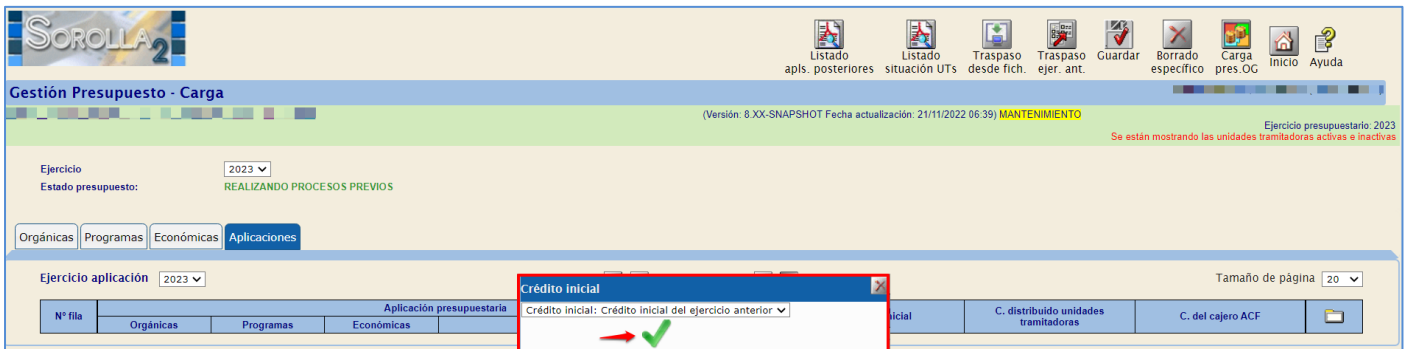 SOROLLA2
Listado apls. posteriores
Listado situación UTs
Traspaso desde fich.
Traspaso ejer. ant.
Guardar
Borrado específico
Carga pres.OG
Inicio
Ayuda
Gestión Presupuesto - Carga
(Versión: 8.XX-SNAPSHOT Fecha actualización: 21/11/2022 06:39) MANTENIMIENTO
Ejercicio presupuestario: 2023
Se están mostrando las unidades tramitadoras activas e inactivas
Ejercicio 2023
Estado presupuesto: REALIZANDO PROCESOS PREVIOS
Orgánicas Programas Económicas Aplicaciones
Ejercicio aplicación 2023
Tamaño de página 20
Crédito inicial
Crédito inicial: Crédito inicial del ejercicio anterior
Nº fila
Aplicación presupuestaria
Orgánicas Programas Económicas
C. distribuido unidades tramitadoras
C. del cajero ACF